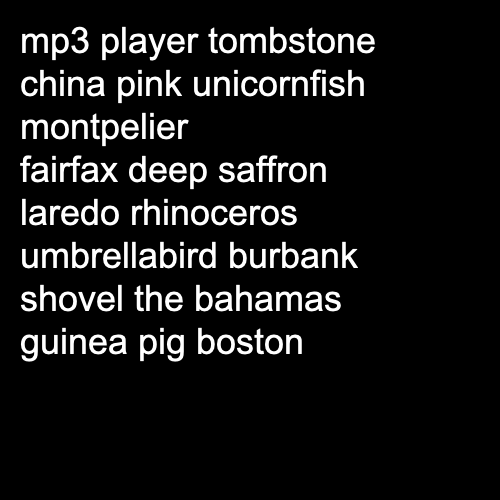 mp3 player tombstone
china pink unicornfish
montpelier
fairfax deep saffron
laredo rhinoceros
umbrellabird burbank
shovel the bahamas
guinea pig boston